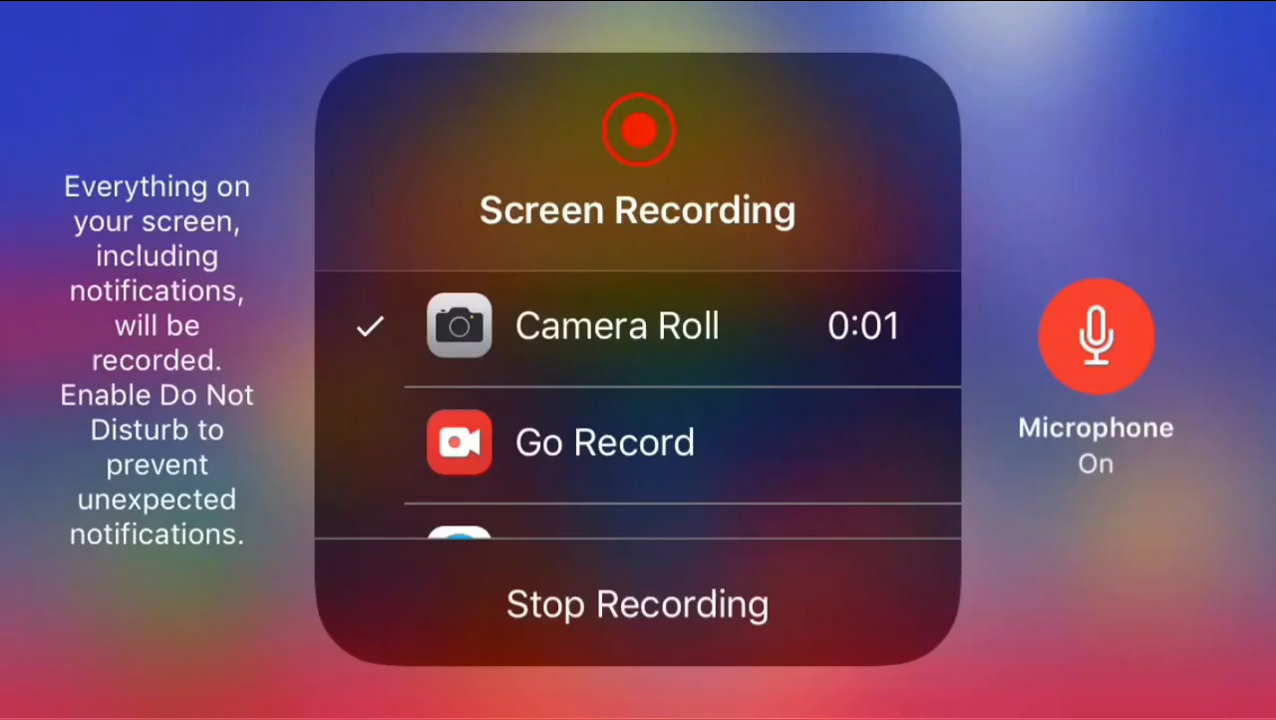 Everything on
your screen,
including
notifications,
will be
recorded.
Enable Do Not
Disturb to
prevent
unexpected
notifications.
Screen Recording
Camera Roll 0:01
Go Record
Stop Recording
Microphone
On